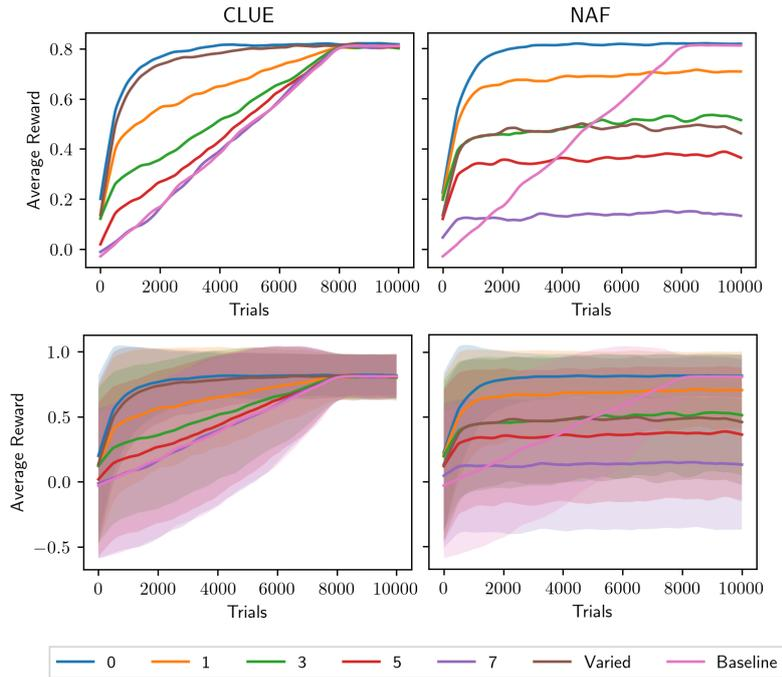 CLUE NAF
0.8
0.6
0.4
0.2
0.0
Average Reward
0 2000 4000 6000 8000 10000 0 2000 4000 6000 8000 10000
Trials Trials
1.0
0.5
0.0
−0.5
Average Reward
0 2000 4000 6000 8000 10000 0 2000 4000 6000 8000 10000
Trials Trials
0 1 3 5 7 Varied Baseline